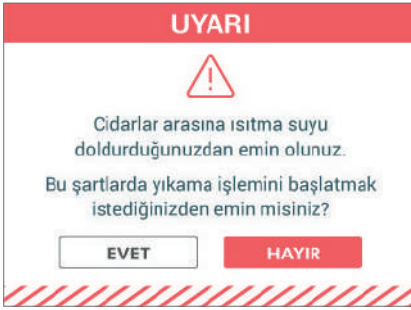 UYARI
Cidarlar arasına ısıtma suyu
doldurduğunuzdan emin olunuz.
Bu şartlarda yıkama işlemini başlatmak
istediğinizden emin misiniz?
EVET
HAYIR